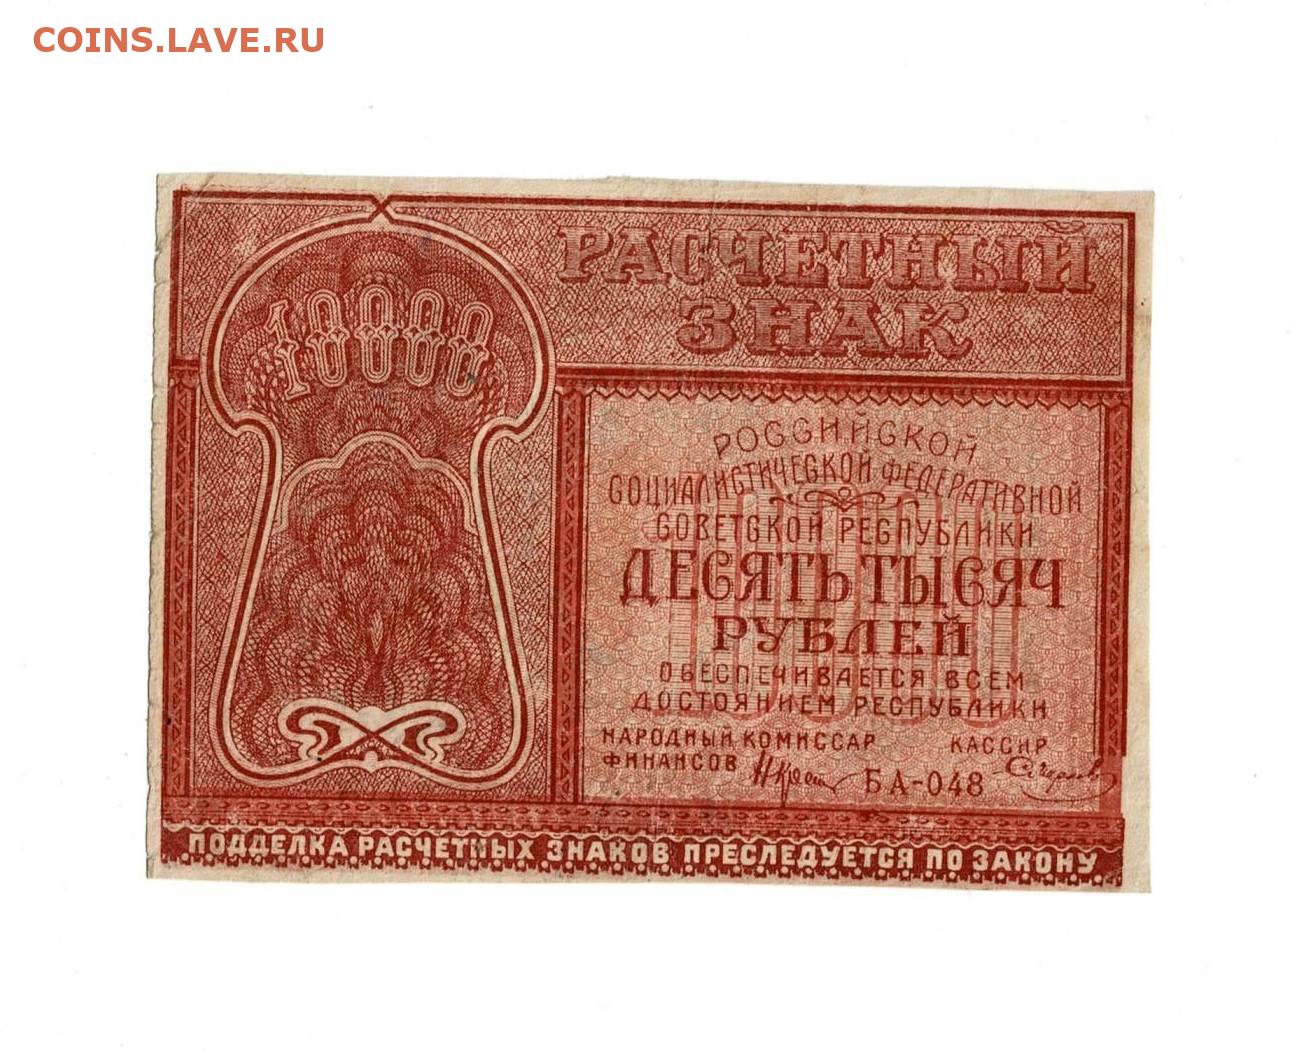 COINS.LAVE.RU
РАСЧЕТНЫЙ
ЗНАК
10000
РОССИЙСКОЙ
СОЦИАЛИСТИЧЕСКОЙ ФЕДЕРАТИВНОЙ
СОВЕТСКОЙ РЕСПУБЛИКИ
10000
ДЕСЯТЬ ТЫСЯЧ
РУБЛЕЙ
ОБЕСПЕЧИВАЕТСЯ ВСЕМ
ДОСТОЯНИЕМ РЕСПУБЛИКИ
НАРОДНЫЙ КОМИССАР
ФИНАНСОВ
КАССИР
БА-048
ПОДДЕЛКА РАСЧЕТНЫХ ЗНАКОВ ПРЕСЛЕДУЕТСЯ ПО ЗАКОНУ